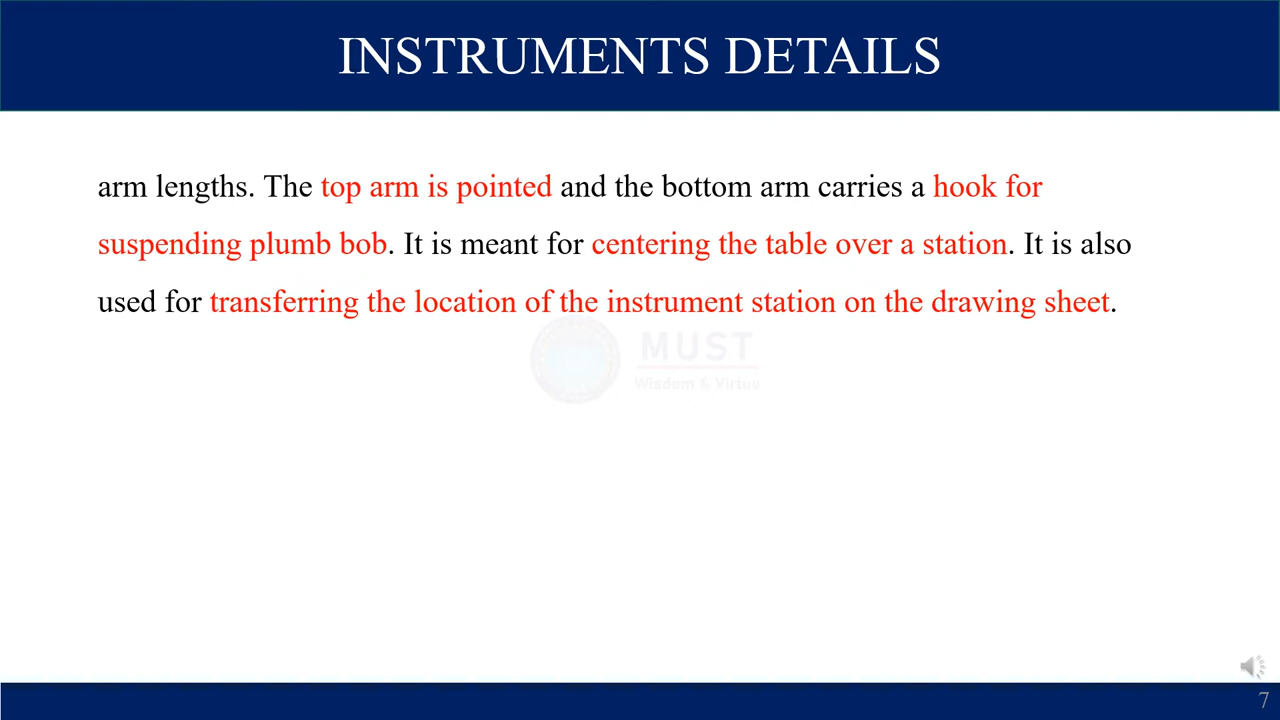 INSTRUMENTS DETAILS
arm lengths. The top arm is pointed and the bottom arm carries a hook for
suspending plumb bob. It is meant for centering the table over a station. It is also
used for transferring the location of the instrument station on the drawing sheet.
MUST
Wisdom & Virtue
7